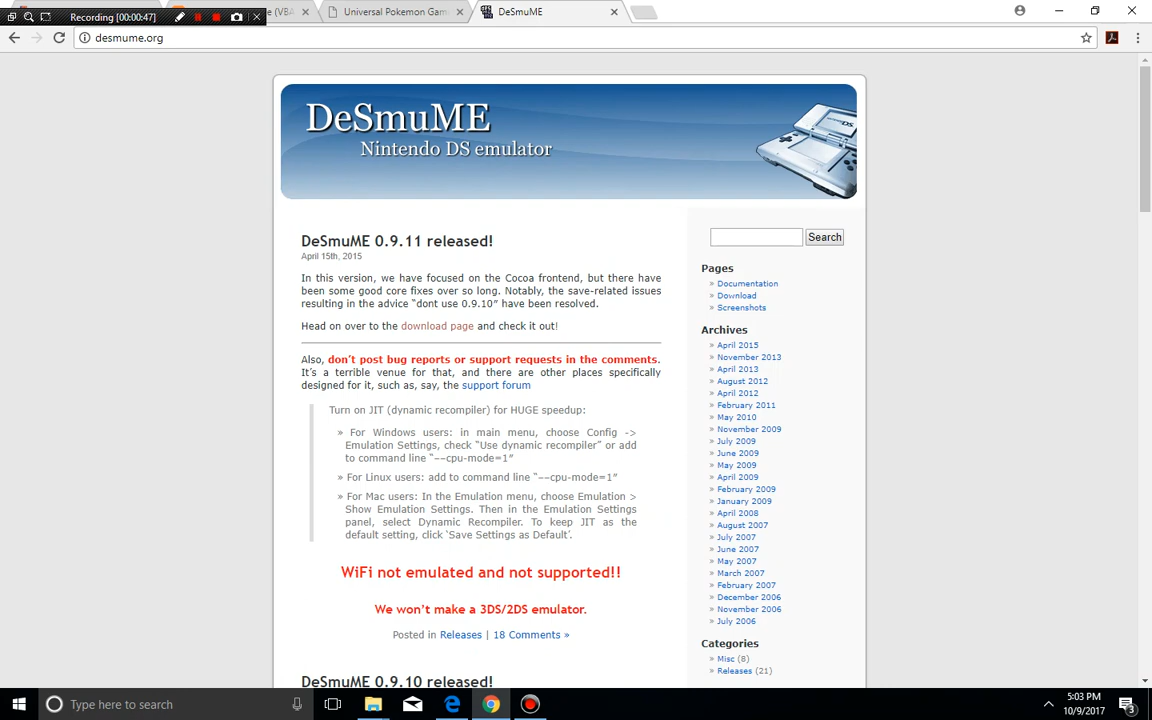 Recording [00:00:47]
e (VBA
Universal Pokemon Gam
DeSmuME
desmume.org
DeSmuME
Nintendo DS emulator
DeSmuME 0.9.11 released!
April 15th, 2015
In this version, we have focused on the Cocoa frontend, but there have
been some good core fixes over so long. Notably, the save-related issues
resulting in the advice “dont use 0.9.10” have been resolved.
Head on over to the download page and check it out!
Also, don’t post bug reports or support requests in the comments.
It’s a terrible venue for that, and there are other places specifically
designed for it, such as, say, the support forum
Turn on JIT (dynamic recompiler) for HUGE speedup:
» For Windows users: in main menu, choose Config ->
Emulation Settings, check “Use dynamic recompiler” or add
to command line “--cpu-mode=1”
» For Linux users: add to command line “--cpu-mode=1”
» For Mac users: In the Emulation menu, choose Emulation >
Show Emulation Settings. Then in the Emulation Settings
panel, select Dynamic Recompiler. To keep JIT as the
default setting, click ‘Save Settings as Default’.
WiFi not emulated and not supported!!
We won’t make a 3DS/2DS emulator.
Posted in Releases | 18 Comments »
DeSmuME 0.9.10 released!
Search
Pages
» Documentation
» Download
» Screenshots
Archives
» April 2015
» November 2013
» April 2013
» August 2012
» April 2012
» February 2011
» May 2010
» November 2009
» July 2009
» June 2009
» May 2009
» April 2009
» February 2009
» January 2009
» April 2008
» August 2007
» July 2007
» June 2007
» May 2007
» March 2007
» February 2007
» December 2006
» November 2006
» July 2006
Categories
» Misc (8)
» Releases (21)
Type here to search
5:03 PM
10/9/2017
3